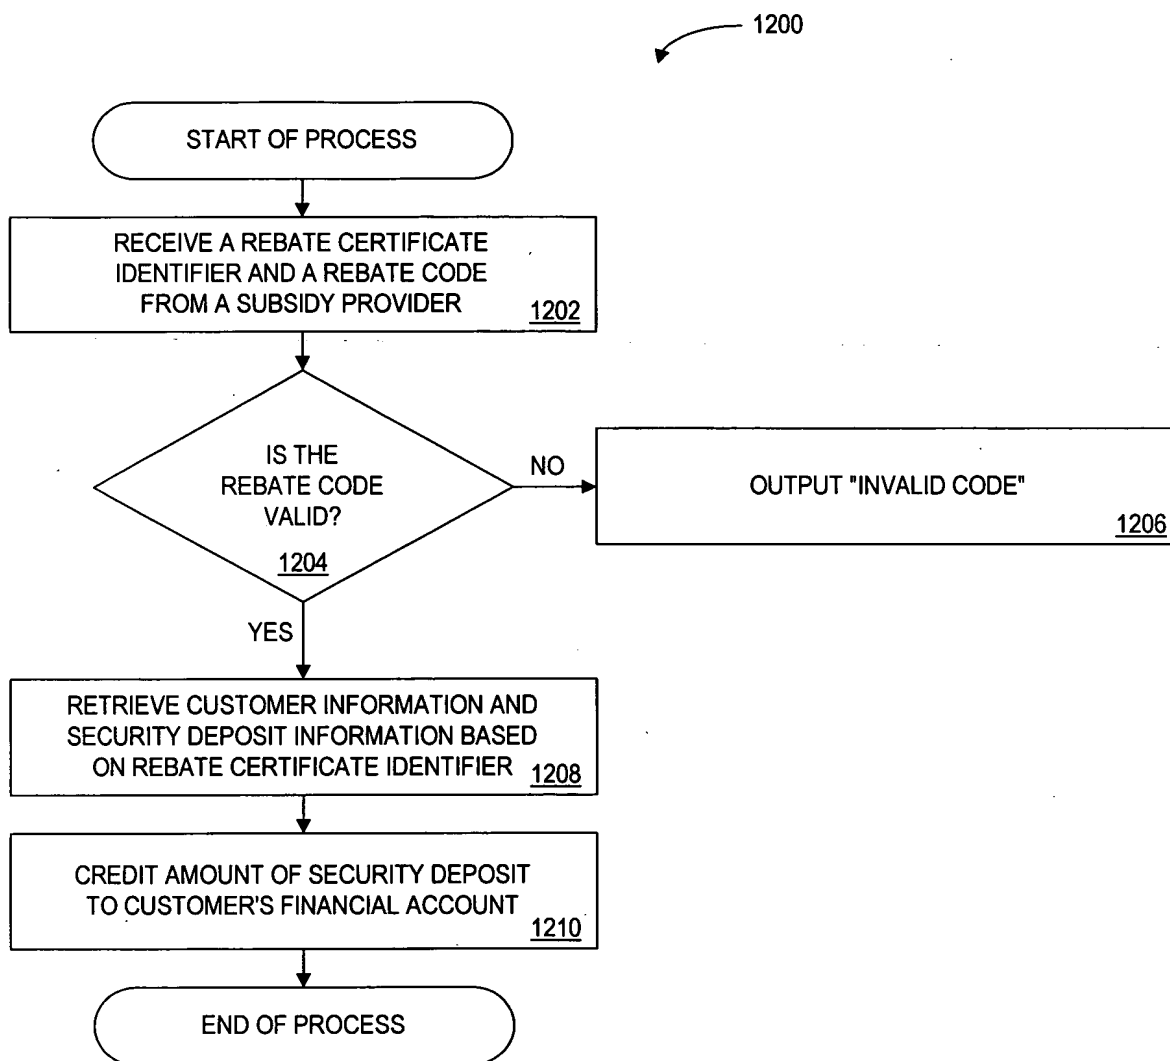 1200
START OF PROCESS
RECEIVE A REBATE CERTIFICATE
IDENTIFIER AND A REBATE CODE
FROM A SUBSIDY PROVIDER
1202
IS THE
REBATE CODE
VALID?
1204
NO
OUTPUT "INVALID CODE"
1206
YES
RETRIEVE CUSTOMER INFORMATION AND
SECURITY DEPOSIT INFORMATION BASED
ON REBATE CERTIFICATE IDENTIFIER
1208
CREDIT AMOUNT OF SECURITY DEPOSIT
TO CUSTOMER'S FINANCIAL ACCOUNT
1210
END OF PROCESS